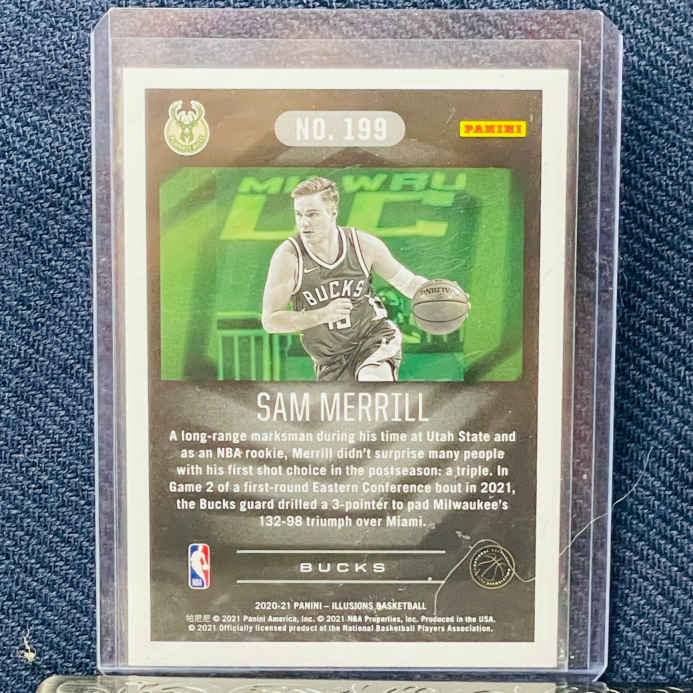 NO. 199
PANINI
BUCKS
SAM MERRILL
A long-range marksman during his time at Utah State and
as an NBA rookie, Merrill didn't surprise many people
with his first shot choice in the postseason: a triple. In
Game 2 of a first-round Eastern Conference bout in 2021,
the Bucks guard drilled a 3-pointer to pad Milwaukee's
132-98 triumph over Miami.
NBA
BUCKS
2020-21 PANINI – ILLUSIONS BASKETBALL
帕尼尼 © 2021 Panini America, Inc. © 2021 NBA Properties, Inc. Produced in the USA.
© 2021 Officially licensed product of the National Basketball Players Association.